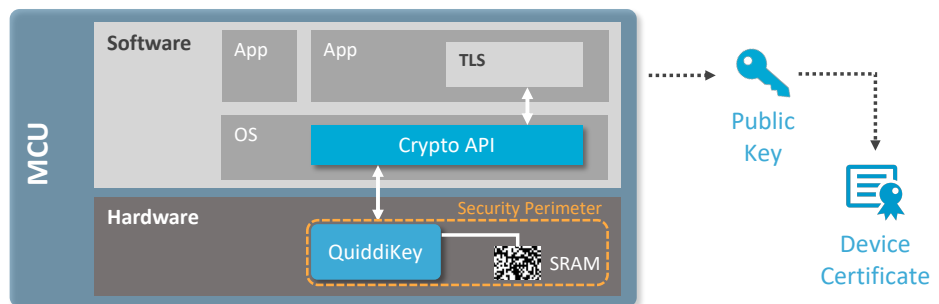 MCU
Software
App
App
TLS
OS
Crypto API
Hardware
Security Perimeter
QuiddiKey
SRAM
Public
Key
Device
Certificate